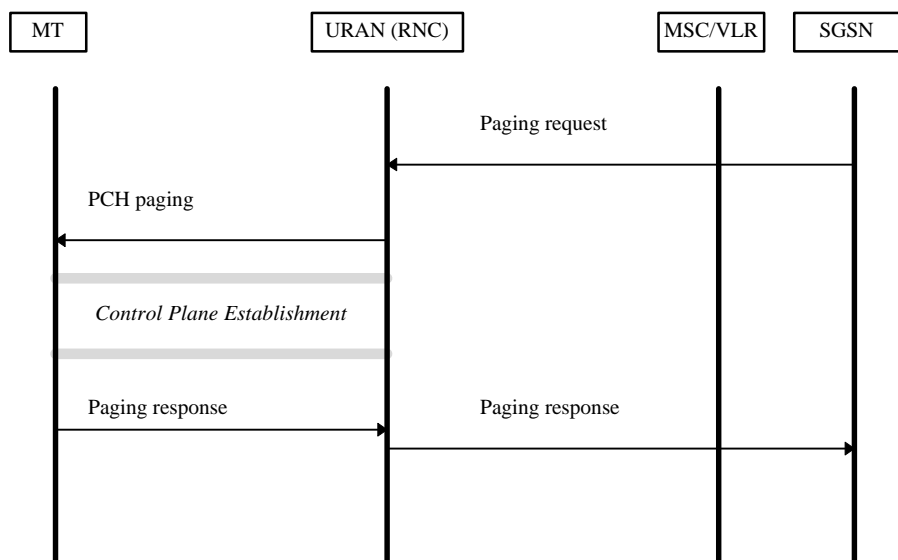 MT
URAN (RNC)
MSC/VLR
SGSN
Paging request
PCH paging
Control Plane Establishment
Paging response
Paging response